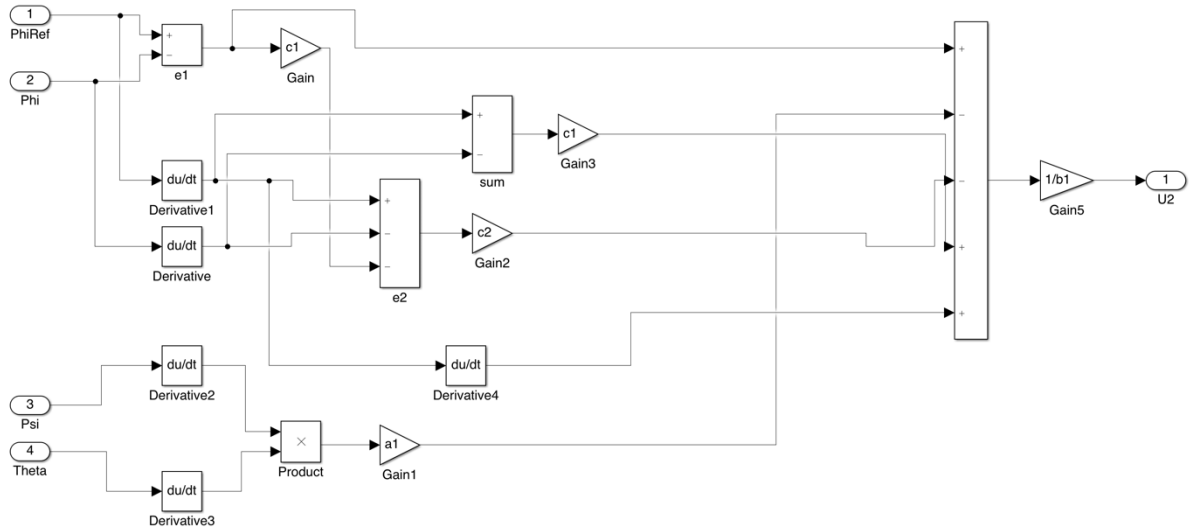 1
PhiRef
+
−
e1
c1
Gain
2
Phi
+
−
sum
c1
Gain3
du/dt
Derivative1
du/dt
Derivative
+
−
−
e2
c2
Gain2
+
−
−
+
+
1/b1
Gain5
1
U2
du/dt
Derivative2
du/dt
Derivative4
3
Psi
4
Theta
×
Product
a1
Gain1
du/dt
Derivative3